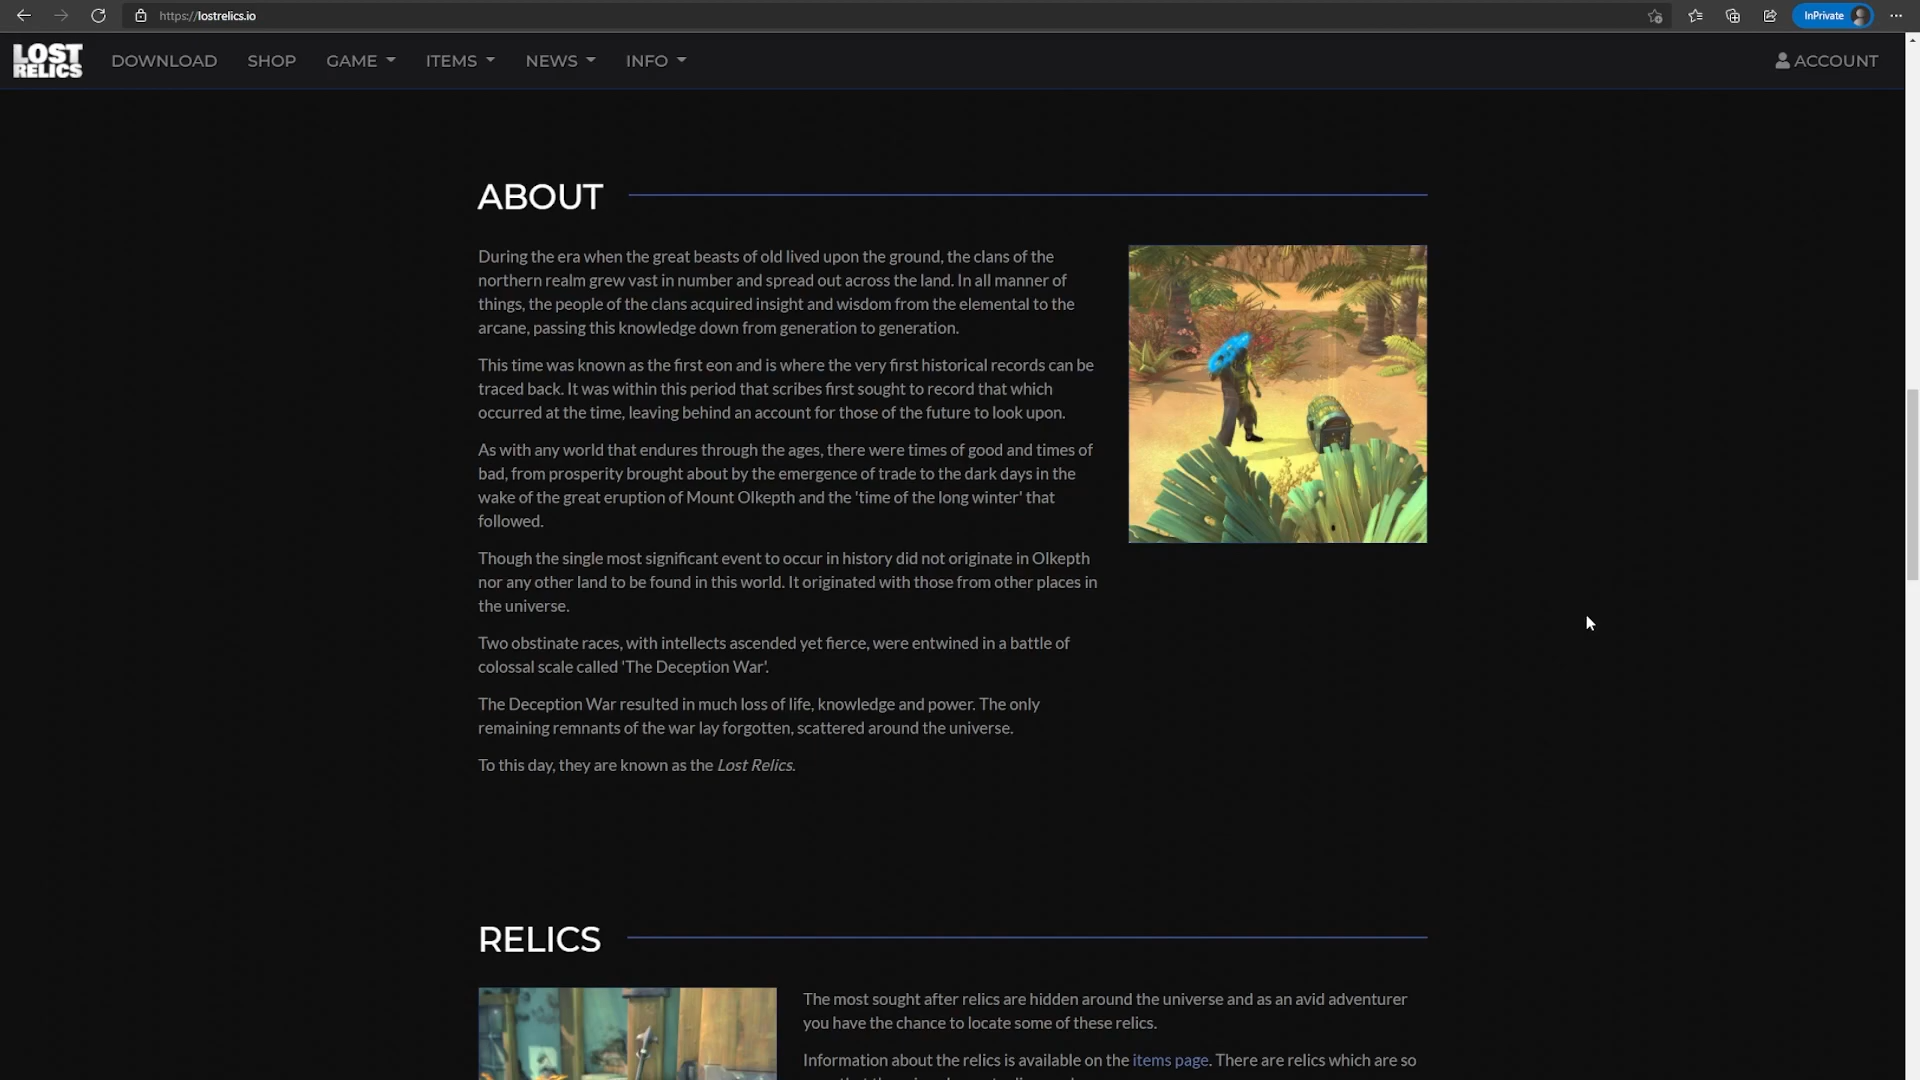 https://lostrelics.io
InPrivate
LOST
RELICS
DOWNLOAD
SHOP
GAME
ITEMS
NEWS
INFO
ACCOUNT
ABOUT
During the era when the great beasts of old lived upon the ground, the clans of the
northern realm grew vast in number and spread out across the land. In all manner of
things, the people of the clans acquired insight and wisdom from the elemental to the
arcane, passing this knowledge down from generation to generation.
This time was known as the first eon and is where the very first historical records can be
traced back. It was within this period that scribes first sought to record that which
occurred at the time, leaving behind an account for those of the future to look upon.
As with any world that endures through the ages, there were times of good and times of
bad, from prosperity brought about by the emergence of trade to the dark days in the
wake of the great eruption of Mount Olkepth and the 'time of the long winter' that
followed.
Though the single most significant event to occur in history did not originate in Olkepth
nor any other land to be found in this world. It originated with those from other places in
the universe.
Two obstinate races, with intellects ascended yet fierce, were entwined in a battle of
colossal scale called 'The Deception War'.
The Deception War resulted in much loss of life, knowledge and power. The only
remaining remnants of the war lay forgotten, scattered around the universe.
To this day, they are known as the Lost Relics.
RELICS
The most sought after relics are hidden around the universe and as an avid adventurer
you have the chance to locate some of these relics.
Information about the relics is available on the items page. There are relics which are so